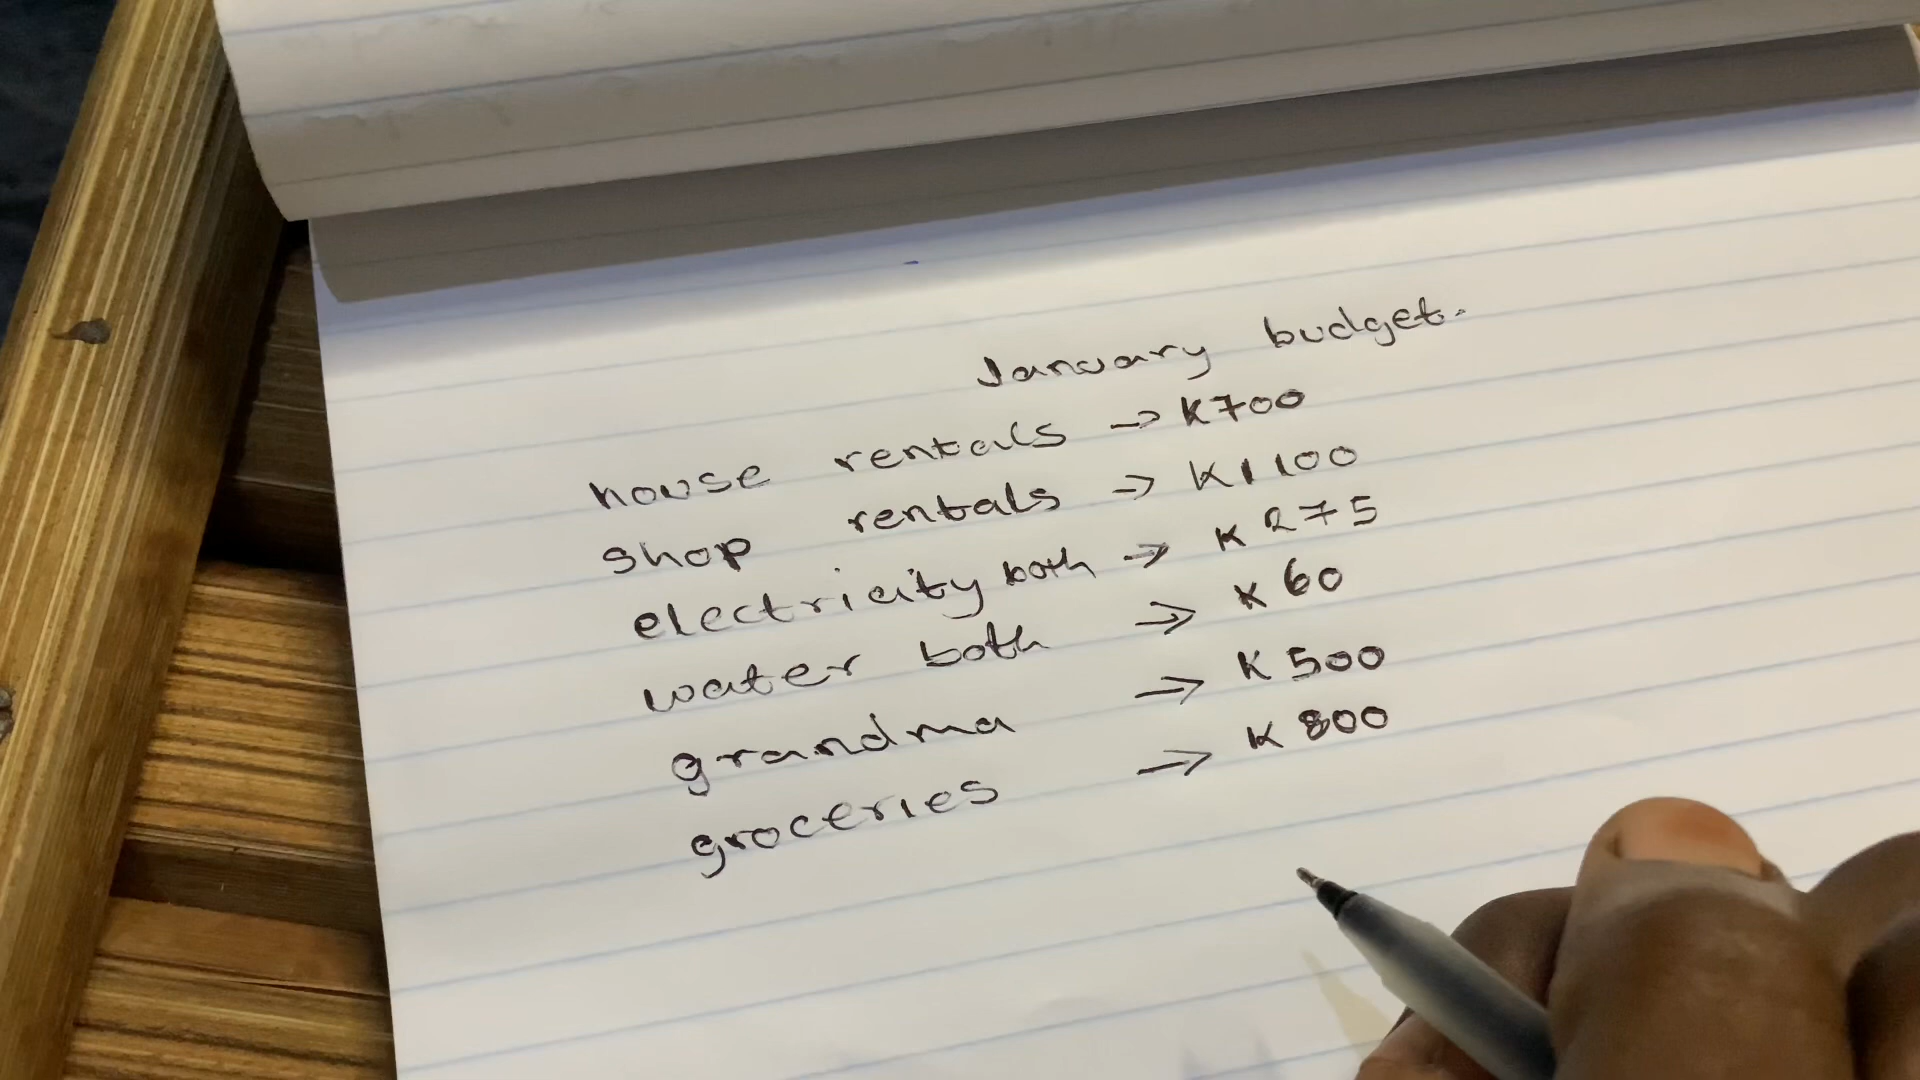 January budget.
house rentals → K700
shop rentals → K1100
electricity both → K275
water both → K60
grandma → K500
groceries → K800